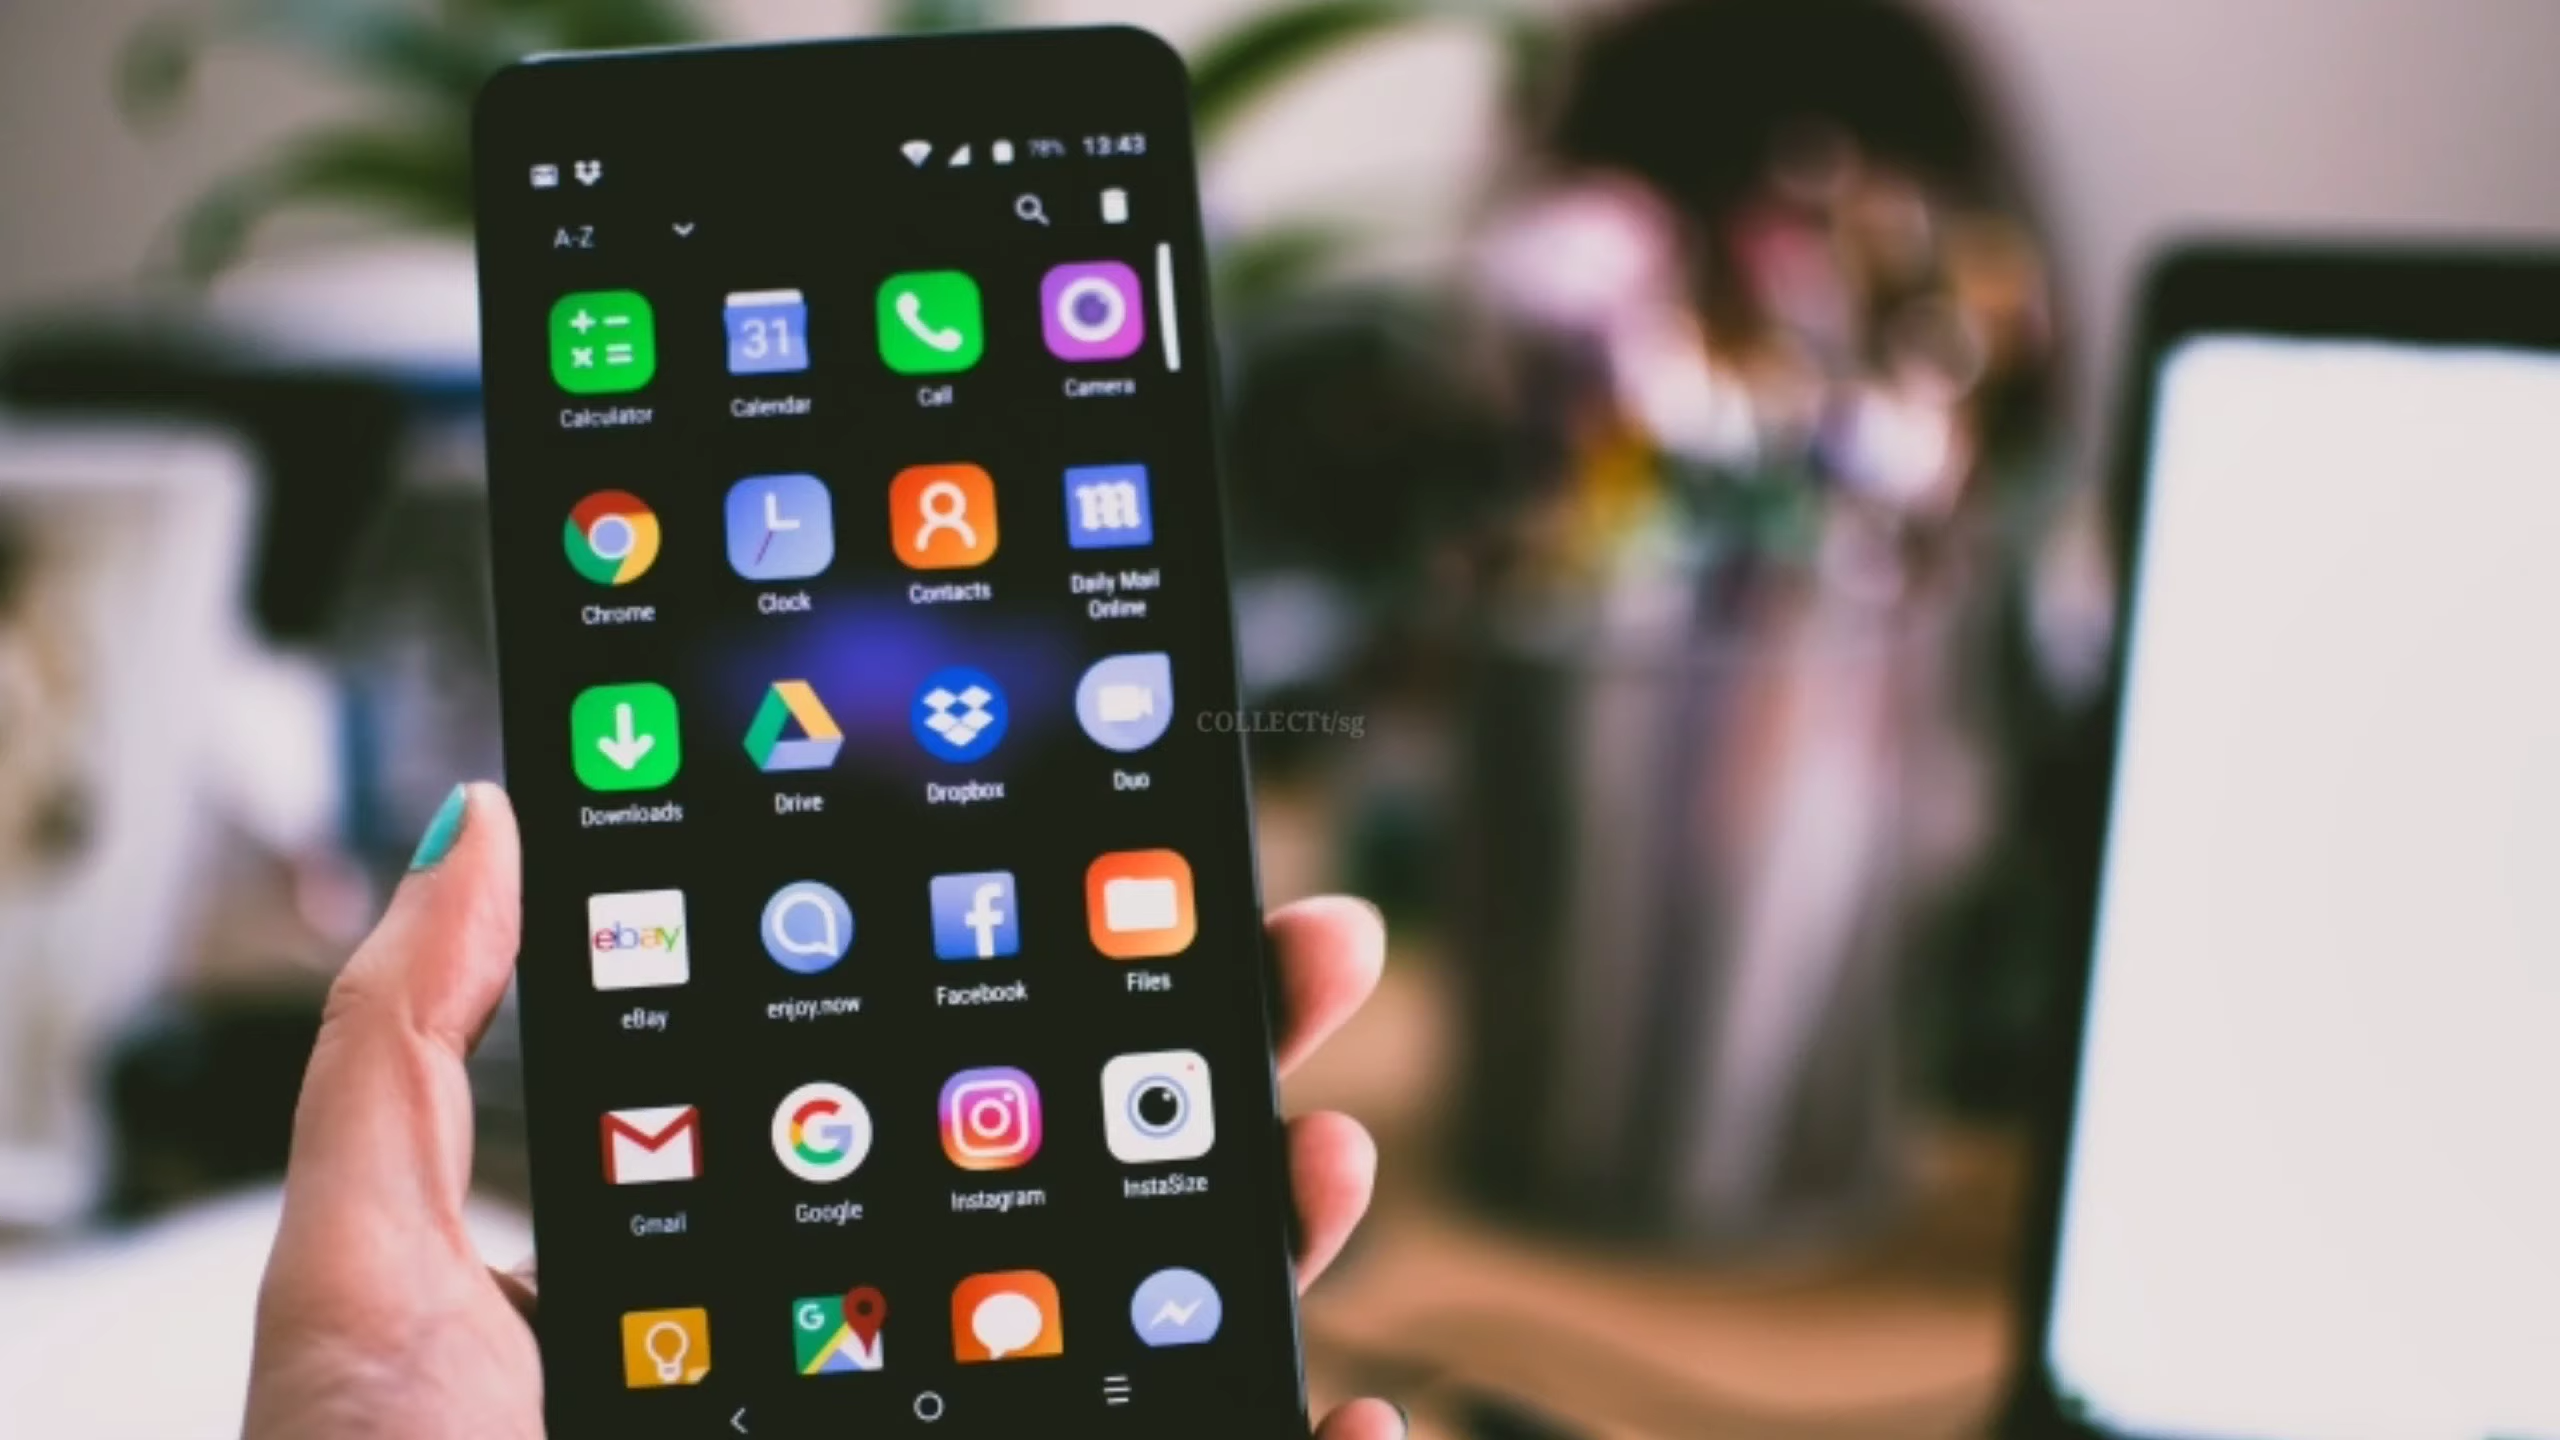 78% 13:43
A-Z
31
Calculator Calendar Call Camera
m
Chrome Clock Contacts Daily Mail
Online
Downloads Drive Dropbox Duo
COLLECTt/sg
ebay f
eBay enjoy.now Facebook Files
G
Gmail Google Instagram InstaSize
G